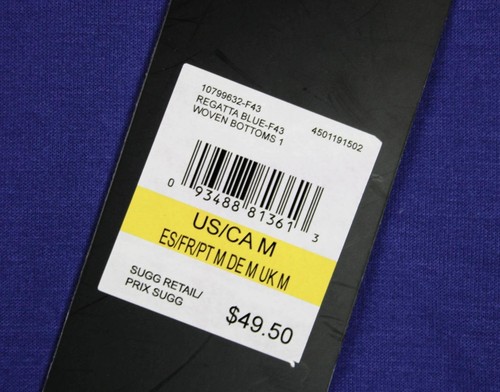 10799632-F43
REGATTA BLUE-F43
WOVEN BOTTOMS 1 4501191502
0 93488 81361 3
US/CA M
ES/FR/PT M DE M UK M
SUGG RETAIL/
PRIX SUGG
$49.50